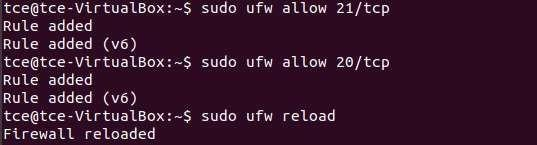 tce@tce-VirtualBox:~$ sudo ufw allow 21/tcp
Rule added
Rule added (v6)
tce@tce-VirtualBox:~$ sudo ufw allow 20/tcp
Rule added
Rule added (v6)
tce@tce-VirtualBox:~$ sudo ufw reload
Firewall reloaded